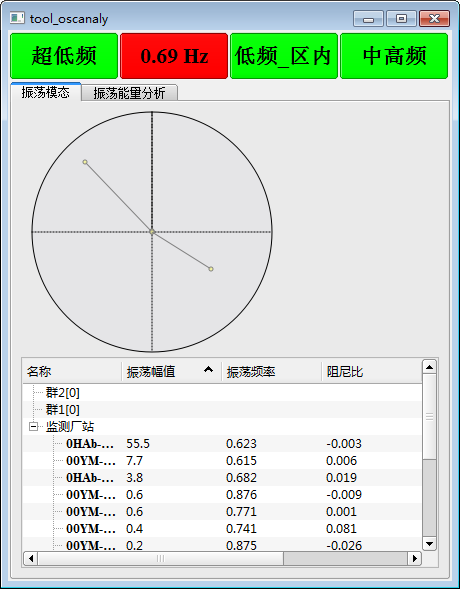 tool_oscanaly
超低频 0.69 Hz 低频_区内 中高频
振荡模态 振荡能量分析
名称 振荡幅值 振荡频率 阻尼比
群2[0]
群1[0]
监测厂站
0HAb-... 55.5 0.623 -0.003
00YM-... 7.7 0.615 0.006
0HAb-... 3.8 0.682 0.019
00YM-... 0.6 0.876 -0.009
00YM-... 0.6 0.771 0.001
00YM-... 0.4 0.741 0.081
00YM-... 0.2 0.875 -0.026